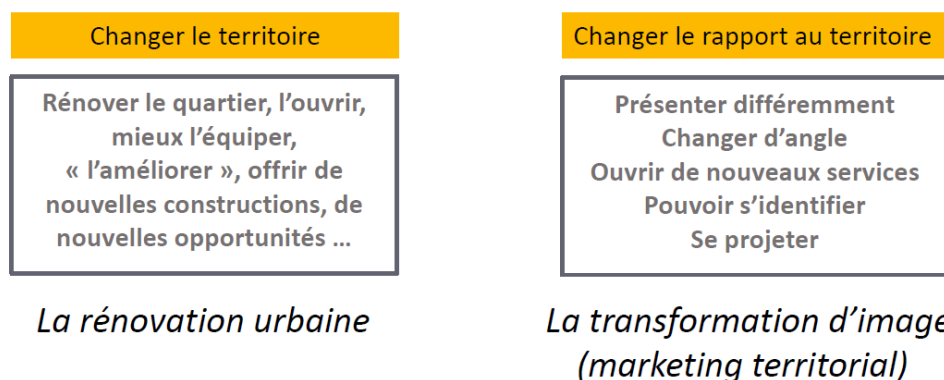 Changer le territoire
Rénover le quartier, l’ouvrir,
mieux l’équiper,
« l’améliorer », offrir de
nouvelles constructions, de
nouvelles opportunités …
La rénovation urbaine
Changer le rapport au territoire
Présenter différemment
Changer d’angle
Ouvrir de nouveaux services
Pouvoir s’identifier
Se projeter
La transformation d’image
(marketing territorial)